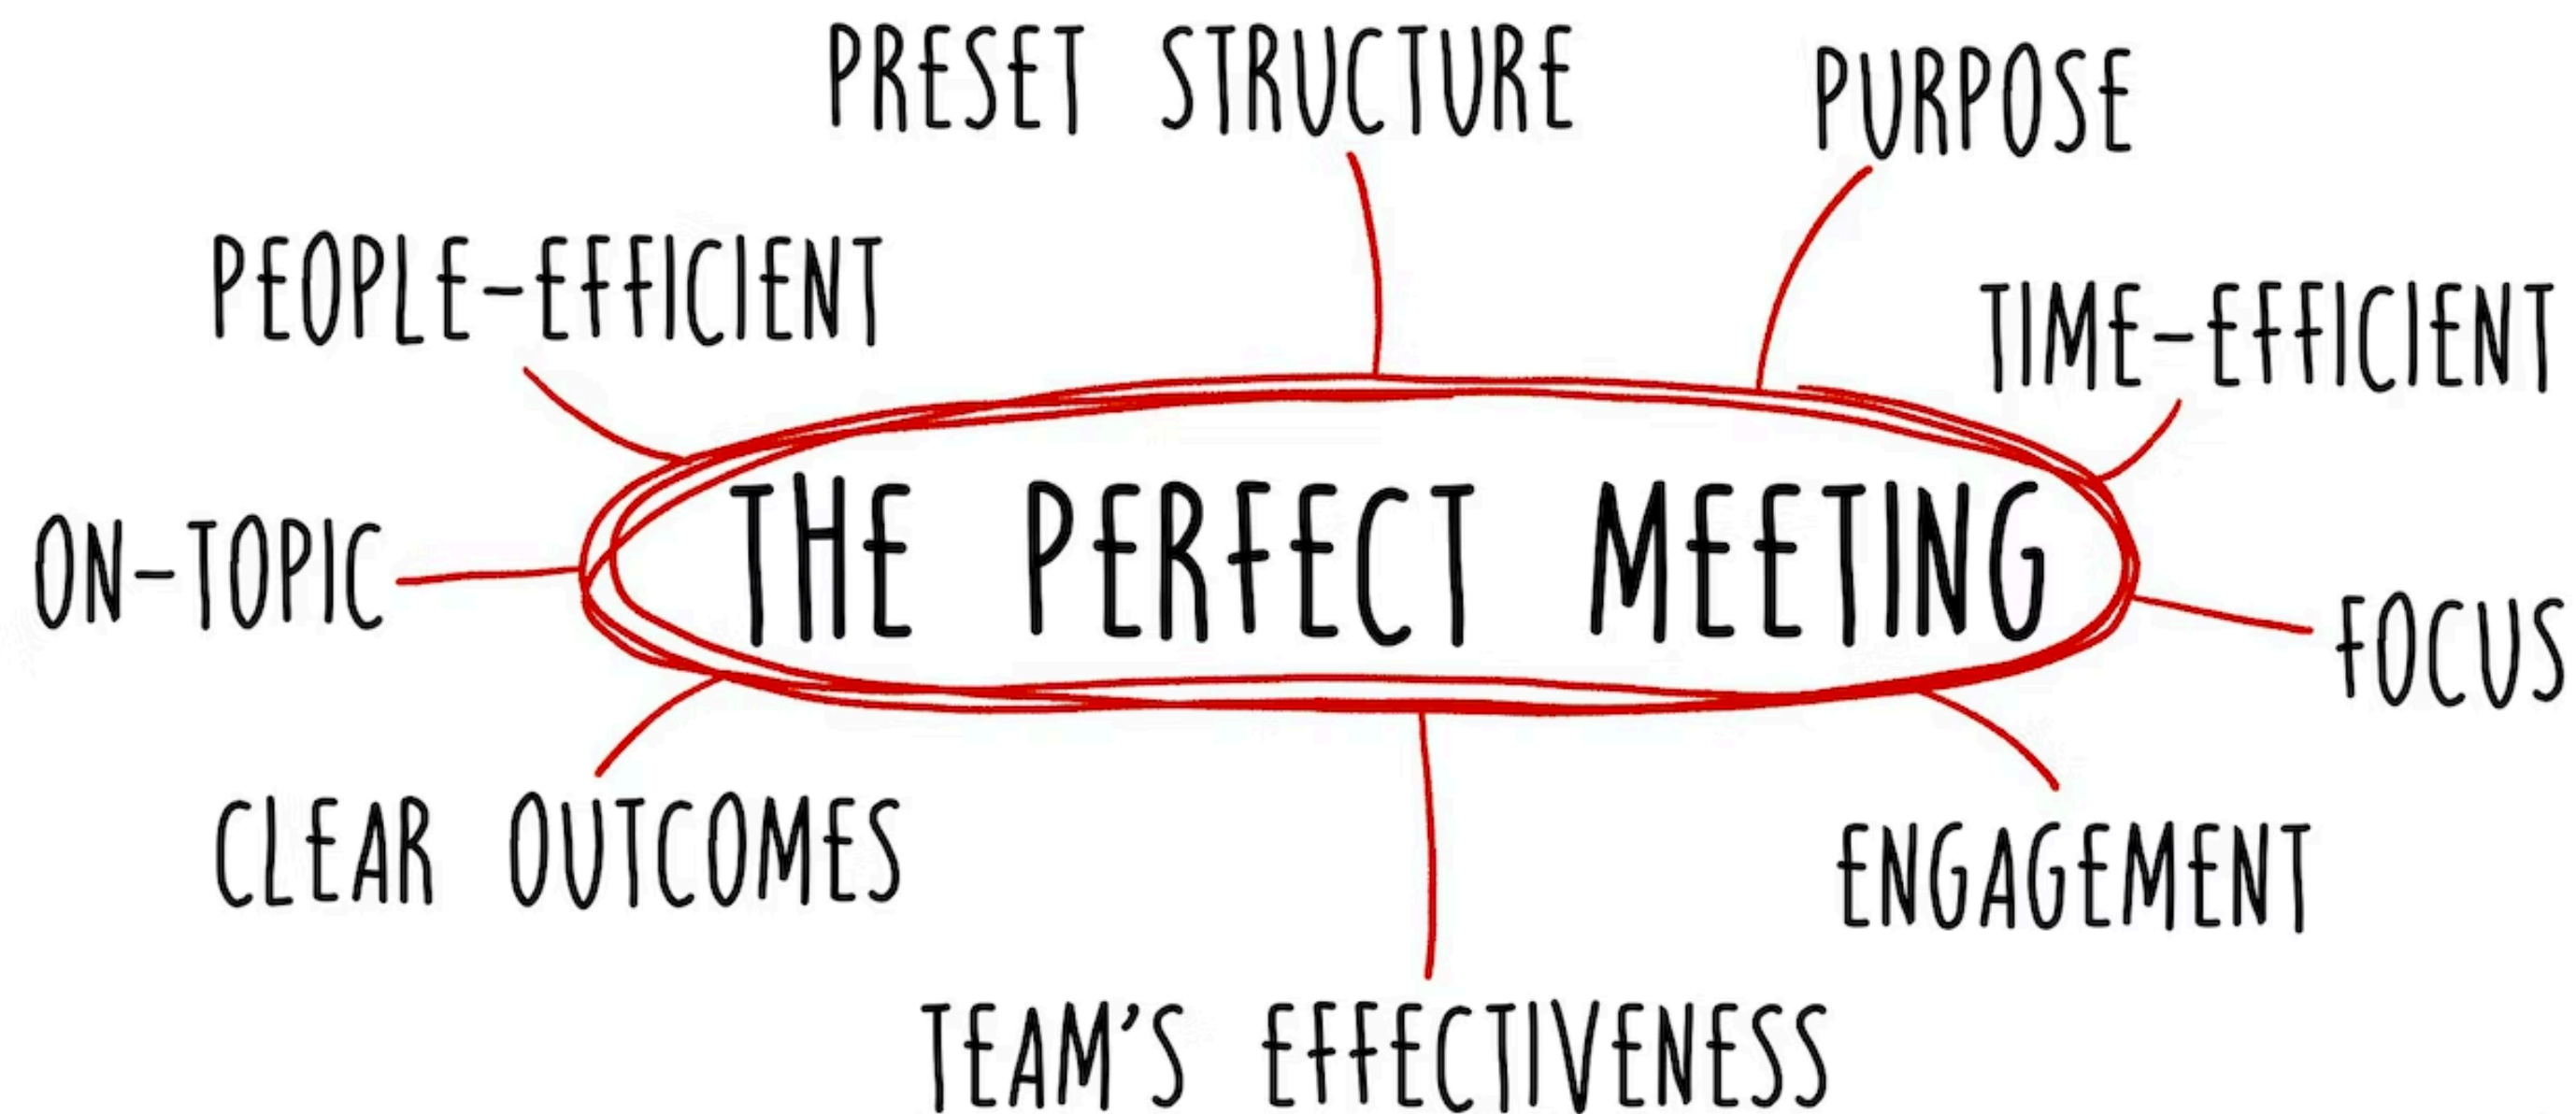 PRESET STRUCTURE
PURPOSE
PEOPLE-EFFICIENT
TIME-EFFICIENT
THE PERFECT MEETING
ON-TOPIC
FOCUS
CLEAR OUTCOMES
ENGAGEMENT
TEAM'S EFFECTIVENESS